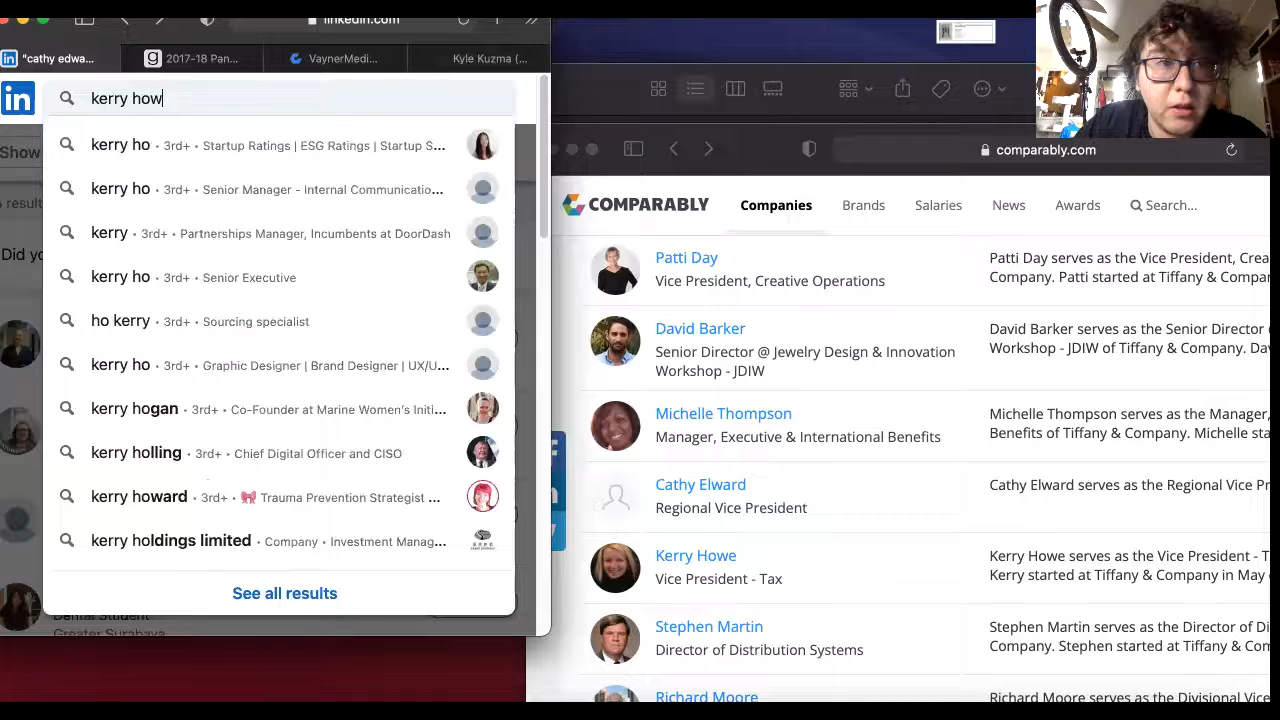 linkedin.com
"cathy edwa...
2017-18 Pan...
VaynerMedi...
Kyle Kuzma (...
in
kerry how
Show
result
Did yo
kerry ho • 3rd+ • Startup Ratings | ESG Ratings | Startup S...
kerry ho • 3rd+ • Senior Manager - Internal Communicatio...
kerry • 3rd+ • Partnerships Manager, Incumbents at DoorDash
kerry ho • 3rd+ • Senior Executive
ho kerry • 3rd+ • Sourcing specialist
kerry ho • 3rd+ • Graphic Designer | Brand Designer | UX/U...
kerry hogan • 3rd+ • Co-Founder at Marine Women's Initi...
kerry holling • 3rd+ • Chief Digital Officer and CISO
kerry howard • 3rd+ • 🎀 Trauma Prevention Strategist ...
kerry holdings limited • Company • Investment Manag...
See all results
Dental Student
Greater Surabaya
comparably.com
COMPARABLY
Companies
Brands
Salaries
News
Awards
Search...
Patti Day
Vice President, Creative Operations
Patti Day serves as the Vice President, Crea
Company. Patti started at Tiffany & Compan
David Barker
Senior Director @ Jewelry Design & Innovation
Workshop - JDIW
David Barker serves as the Senior Director
Workshop - JDIW of Tiffany & Company. Da
Michelle Thompson
Manager, Executive & International Benefits
Michelle Thompson serves as the Manager,
Benefits of Tiffany & Company. Michelle sta
Cathy Elward
Regional Vice President
Cathy Elward serves as the Regional Vice Pr
Kerry Howe
Vice President - Tax
Kerry Howe serves as the Vice President - T
Kerry started at Tiffany & Company in May
Stephen Martin
Director of Distribution Systems
Stephen Martin serves as the Director of Di
Company. Stephen started at Tiffany & Com
Richard Moore
Richard Moore serves as the Divisional Vice